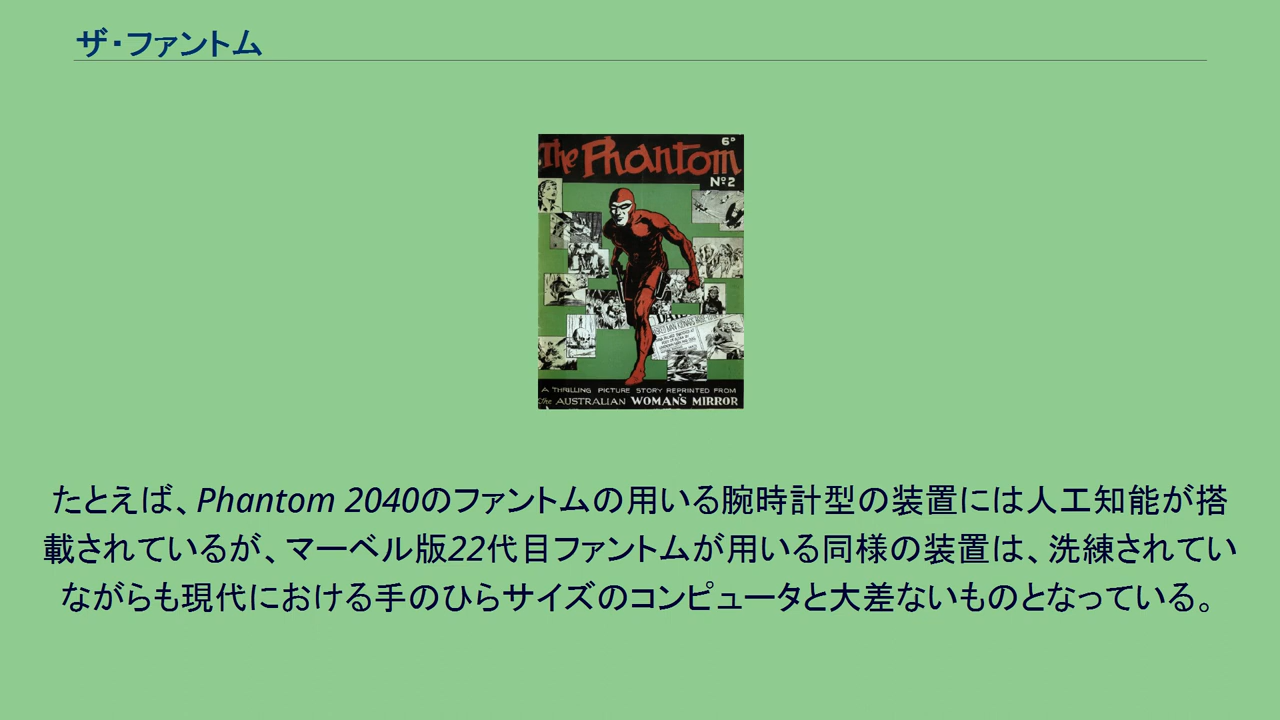 ザ・ファントム
The Phantom
6D
No 2
A THRILLING PICTURE STORY REPRINTED FROM
The AUSTRALIAN WOMAN'S MIRROR
たとえば、Phantom 2040のファントムの用いる腕時計型の装置には人工知能が搭
載されているが、マーベル版22代目ファントムが用いる同様の装置は、洗練されてい
ながらも現代における手のひらサイズのコンピュータと大差ないものとなっている。